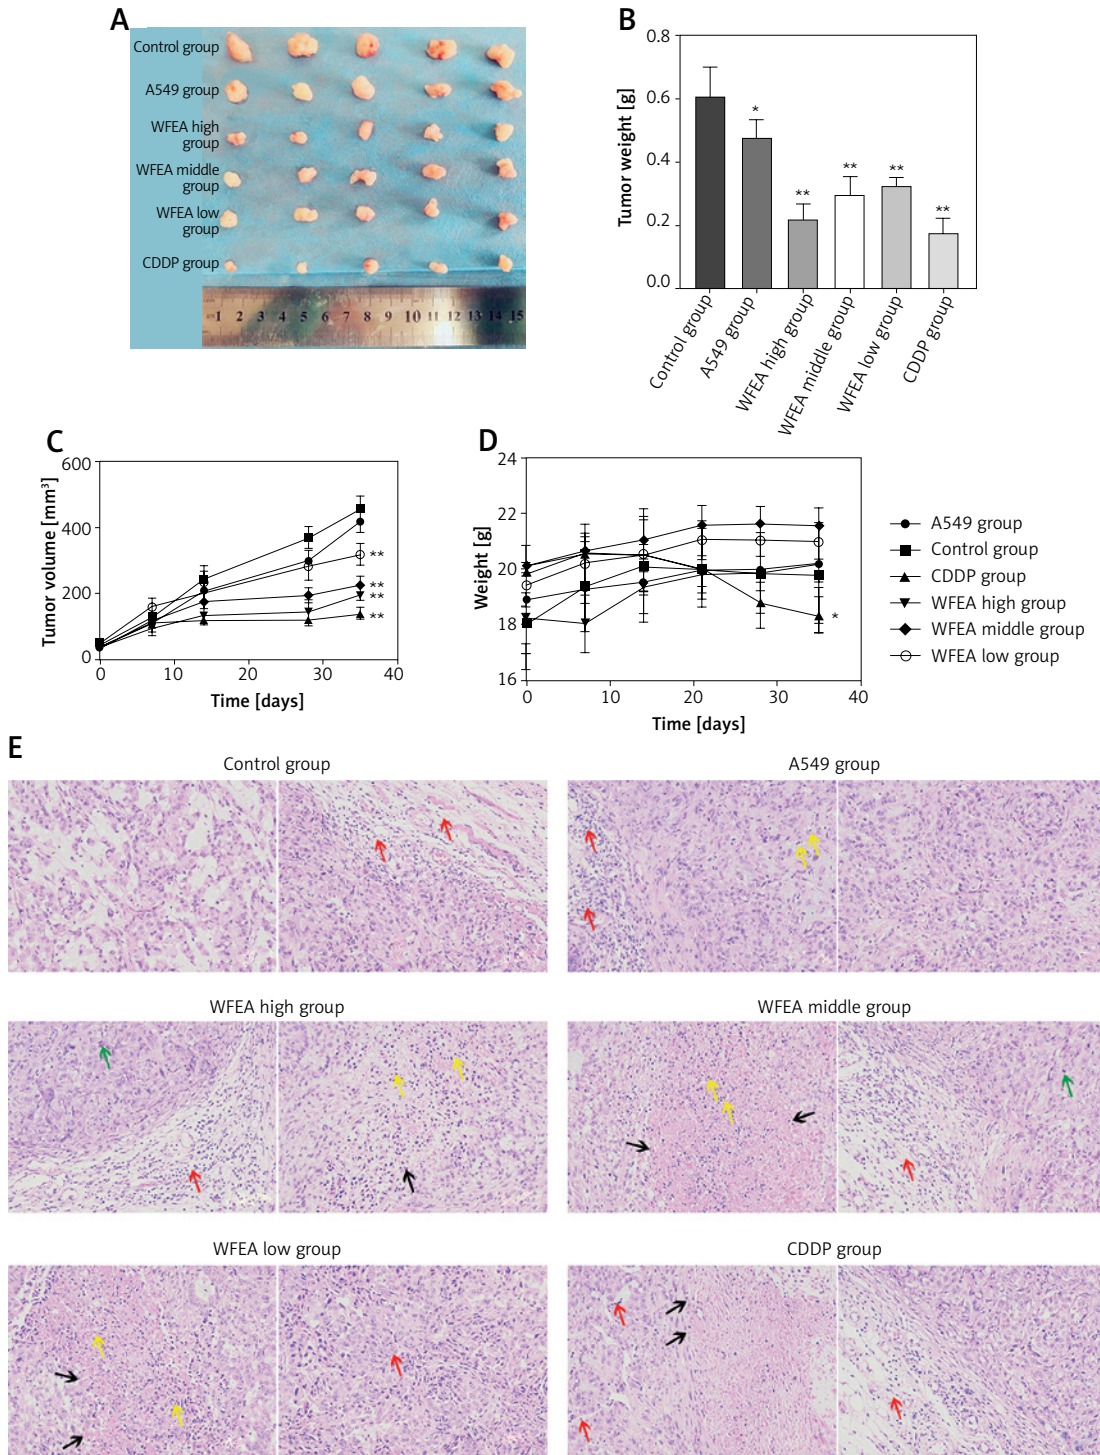 A
Control group
A549 group
WFEA high
group
WFEA middle
group
WFEA low
group
CDDP group
1 2 3 4 5 6 7 8 9 10 11 12 13 14 15
B
Tumor weight [g]
0.8
0.6
0.4
0.2
0.0
*
**
**
**
**
Control group
A549 group
WFEA high group
WFEA middle group
WFEA low group
CDDP group
C
Tumor volume [mm³]
600
400
200
0
**
**
**
**
0 10 20 30 40
Time [days]
D
Weight [g]
24
22
20
18
16
*
0 10 20 30 40
Time [days]
A549 group
Control group
CDDP group
WFEA high group
WFEA middle group
WFEA low group
E
Control group
A549 group
WFEA high group
WFEA middle group
WFEA low group
CDDP group